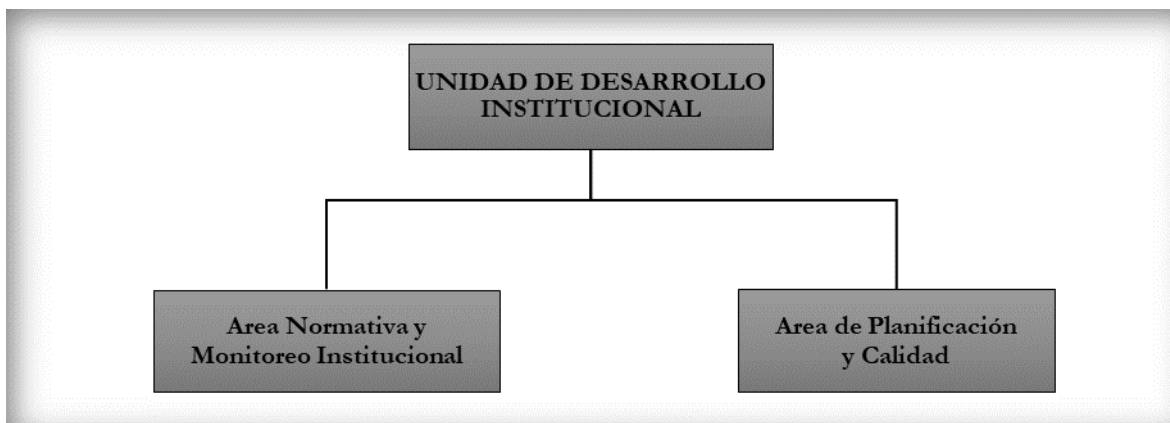 UNIDAD DE DESARROLLO
INSTITUCIONAL
Area Normativa y
Monitoreo Institucional
Area de Planificación
y Calidad